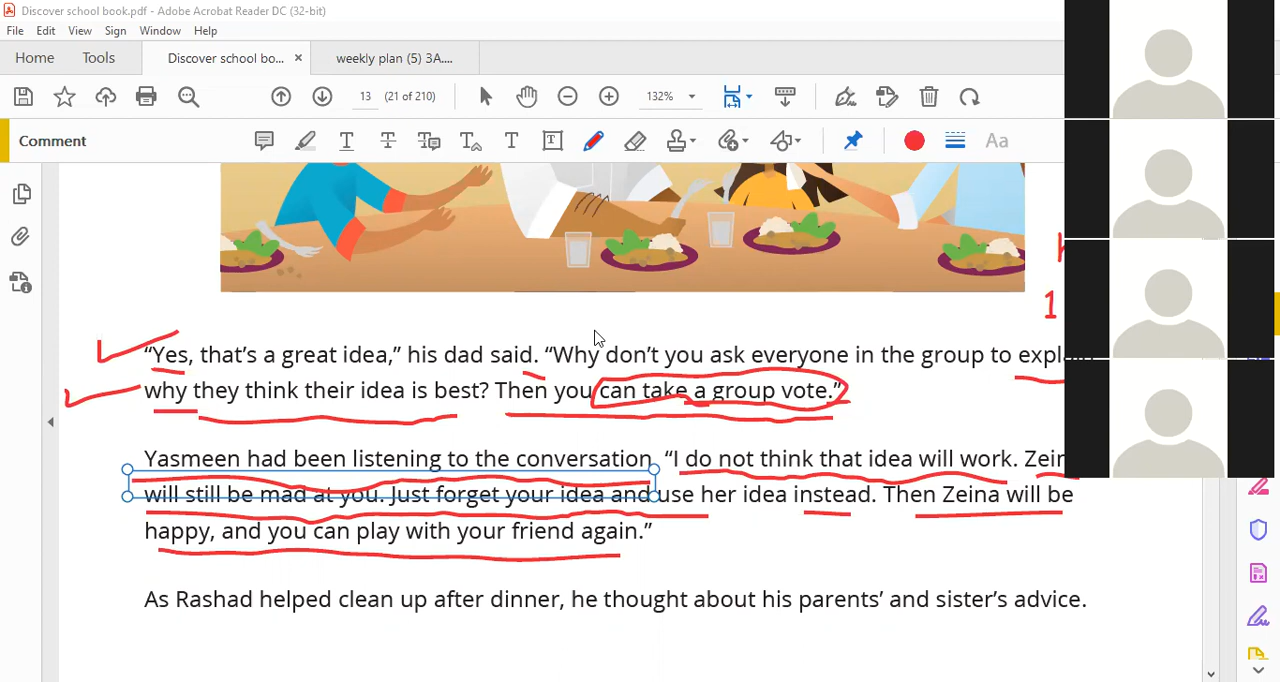 Discover school book.pdf - Adobe Acrobat Reader DC (32-bit)
File Edit View Sign Window Help
Home Tools Discover school bo... × weekly plan (5) 3A....
13 (21 of 210) 132%
Comment
T T T T T Aa
1
“Yes, that’s a great idea,” his dad said. “Why don’t you ask everyone in the group to explain
why they think their idea is best? Then you can take a group vote.”
Yasmeen had been listening to the conversation. “I do not think that idea will work. Zein
will still be mad at you. Just forget your idea and use her idea instead. Then Zeina will be
happy, and you can play with your friend again.”
As Rashad helped clean up after dinner, he thought about his parents’ and sister’s advice.